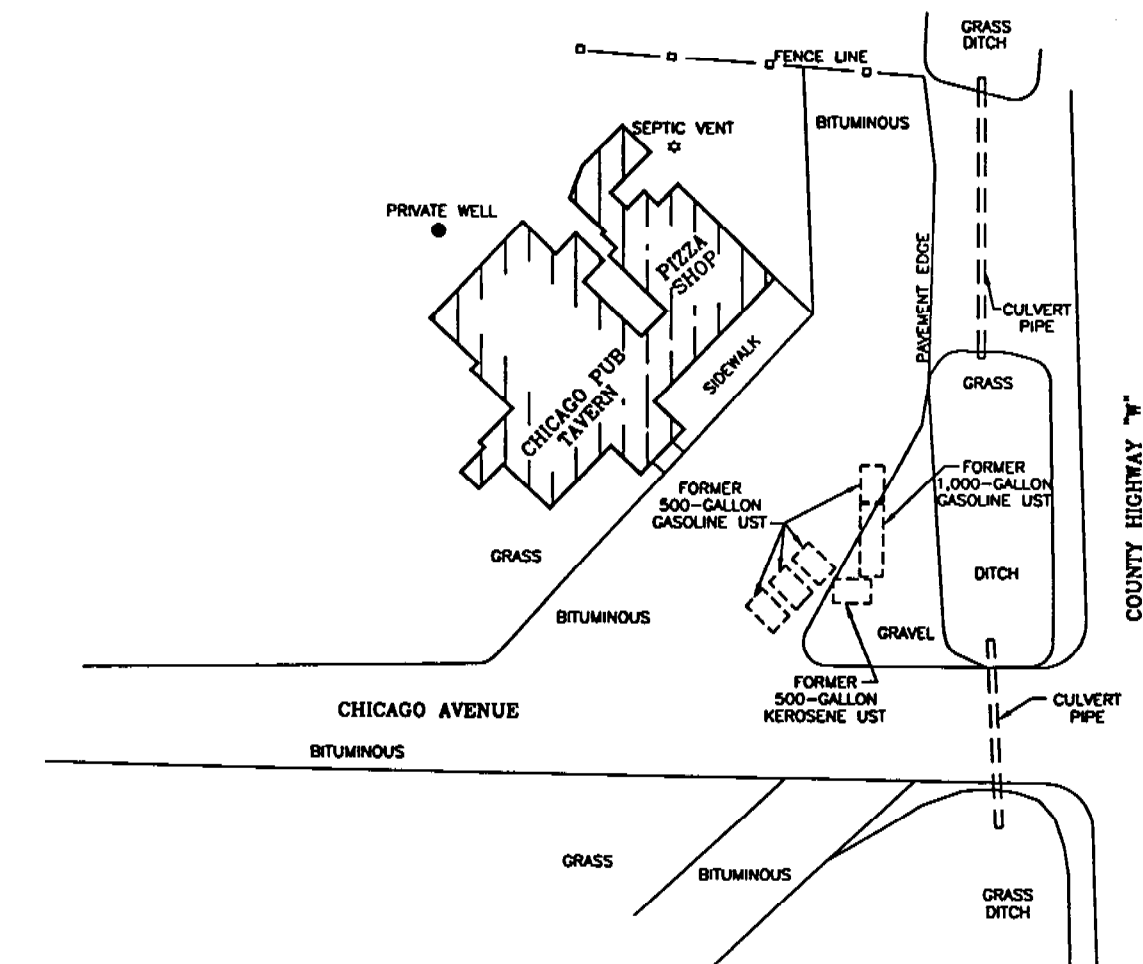 GRASS
DITCH
FENCE LINE
BITUMINOUS
SEPTIC VENT
PRIVATE WELL
PIZZA
SHOP
PAVEMENT EDGE
CULVERT
PIPE
SIDEWALK
GRASS
CHICAGO PUB
TAVERN
COUNTY HIGHWAY "W"
FORMER
1,000-GALLON
GASOLINE UST
FORMER
500-GALLON
GASOLINE UST
GRASS
DITCH
BITUMINOUS
GRAVEL
FORMER
500-GALLON
KEROSENE UST
CULVERT
PIPE
CHICAGO AVENUE
BITUMINOUS
GRASS
BITUMINOUS
GRASS
DITCH